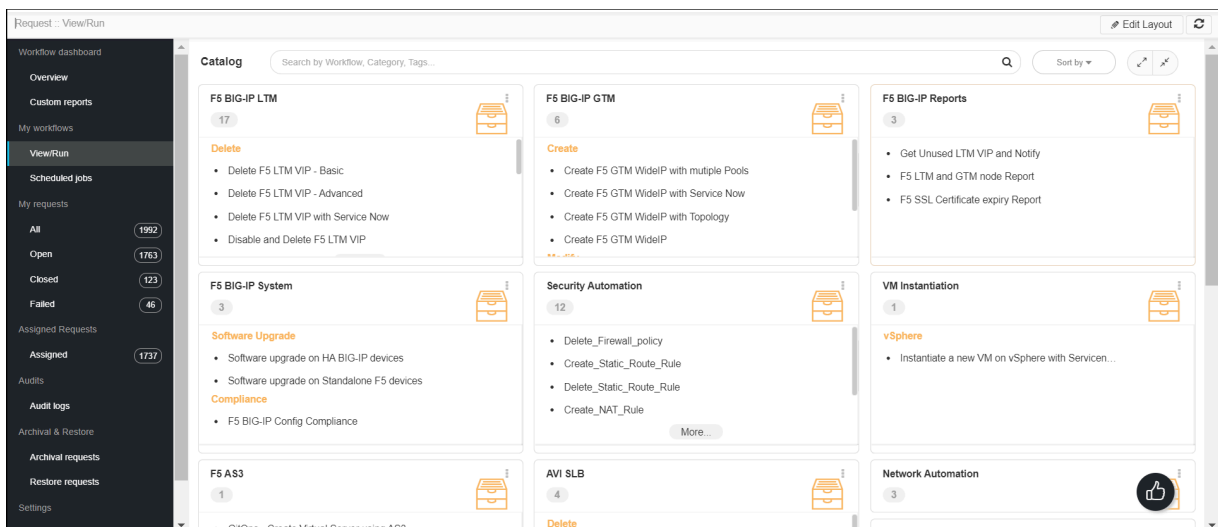 Request :: View/Run
Edit Layout
Workflow dashboard
Overview
Custom reports
My workflows
View/Run
Scheduled jobs
My requests
All 1992
Open 1763
Closed 123
Failed 46
Assigned Requests
Assigned 1737
Audits
Audit logs
Archival & Restore
Archival requests
Restore requests
Settings
Catalog
Search by Workflow, Category, Tags...
Sort by
F5 BIG-IP LTM
17
Delete
Delete F5 LTM VIP - Basic
Delete F5 LTM VIP - Advanced
Delete F5 LTM VIP with Service Now
Disable and Delete F5 LTM VIP
F5 BIG-IP GTM
6
Create
Create F5 GTM WideIP with mutiple Pools
Create F5 GTM WideIP with Service Now
Create F5 GTM WideIP with Topology
Create F5 GTM WideIP
F5 BIG-IP Reports
3
Get Unused LTM VIP and Notify
F5 LTM and GTM node Report
F5 SSL Certificate expiry Report
F5 BIG-IP System
3
Software Upgrade
Software upgrade on HA BIG-IP devices
Software upgrade on Standalone F5 devices
Compliance
F5 BIG-IP Config Compliance
Security Automation
12
Delete_Firewall_policy
Create_Static_Route_Rule
Delete_Static_Route_Rule
Create_NAT_Rule
More...
VM Instantiation
1
vSphere
Instantiate a new VM on vSphere with Servicen...
F5 AS3
1
AVI SLB
4
Delete
Network Automation
3